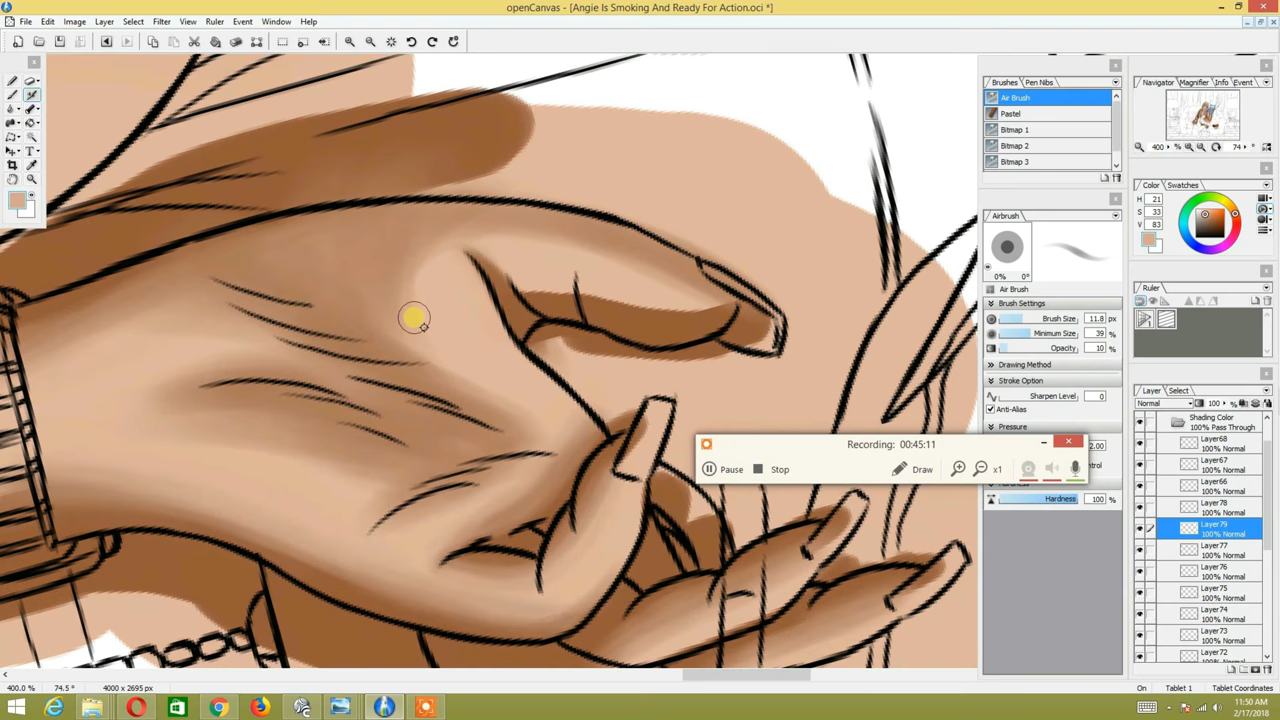 openCanvas - [Angie Is Smoking And Ready For Action.oci *]
File Edit Image Layer Select Filter View Ruler Event Window Help
Brushes Pen Nibs
Air Brush
Pastel
Bitmap 1
Bitmap 2
Bitmap 3
Airbrush
0% 0°
Air Brush
Brush Settings
Brush Size 11.8 px
Minimum Size 39 %
Opacity 10 %
Drawing Method
Stroke Option
Sharpen Level 0
Anti-Alias
Pressure
Hardness 100 %
Navigator Magnifier Info Event
400 % 74 °
Color Swatches
H 21
S 33
V 83
Ruler
Layer Select
Normal 100 %
Shading Color
100% Pass Through
Layer68
100% Normal
Layer67
100% Normal
Layer66
100% Normal
Layer78
100% Normal
Layer79
100% Normal
Layer77
100% Normal
Layer76
100% Normal
Layer75
100% Normal
Layer74
100% Normal
Layer73
100% Normal
Layer72
Recording: 00:45:11
Pause Stop Draw x1
400.0 % 74.5 ° 4000 x 2695 px
On Tablet 1 Tablet Coordinates
11:50 AM
2/17/2018